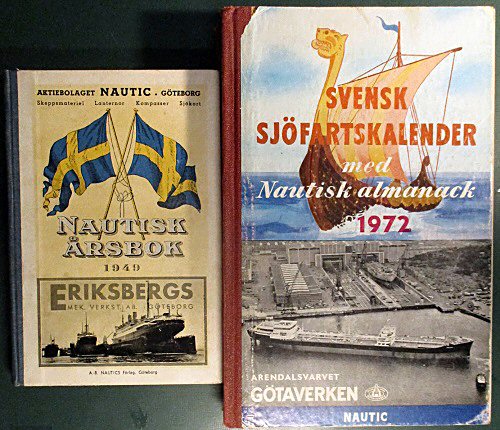 AKTIEBOLAGET NAUTIC . GÖTEBORG
Skeppsmateriel Lanternor Kompasser Sjökort
NAUTISK
ÅRSBOK
1949
ERIKSBERGS
MEK. VERKST. A.B. GÖTEBORG
A.-B. NAUTICS Förlag, Göteborg
SVENSK
SJÖFARTSKALENDER
med
Nautisk almanack
1972
ARENDALSVARVET
GÖTAVERKEN
NAUTIC